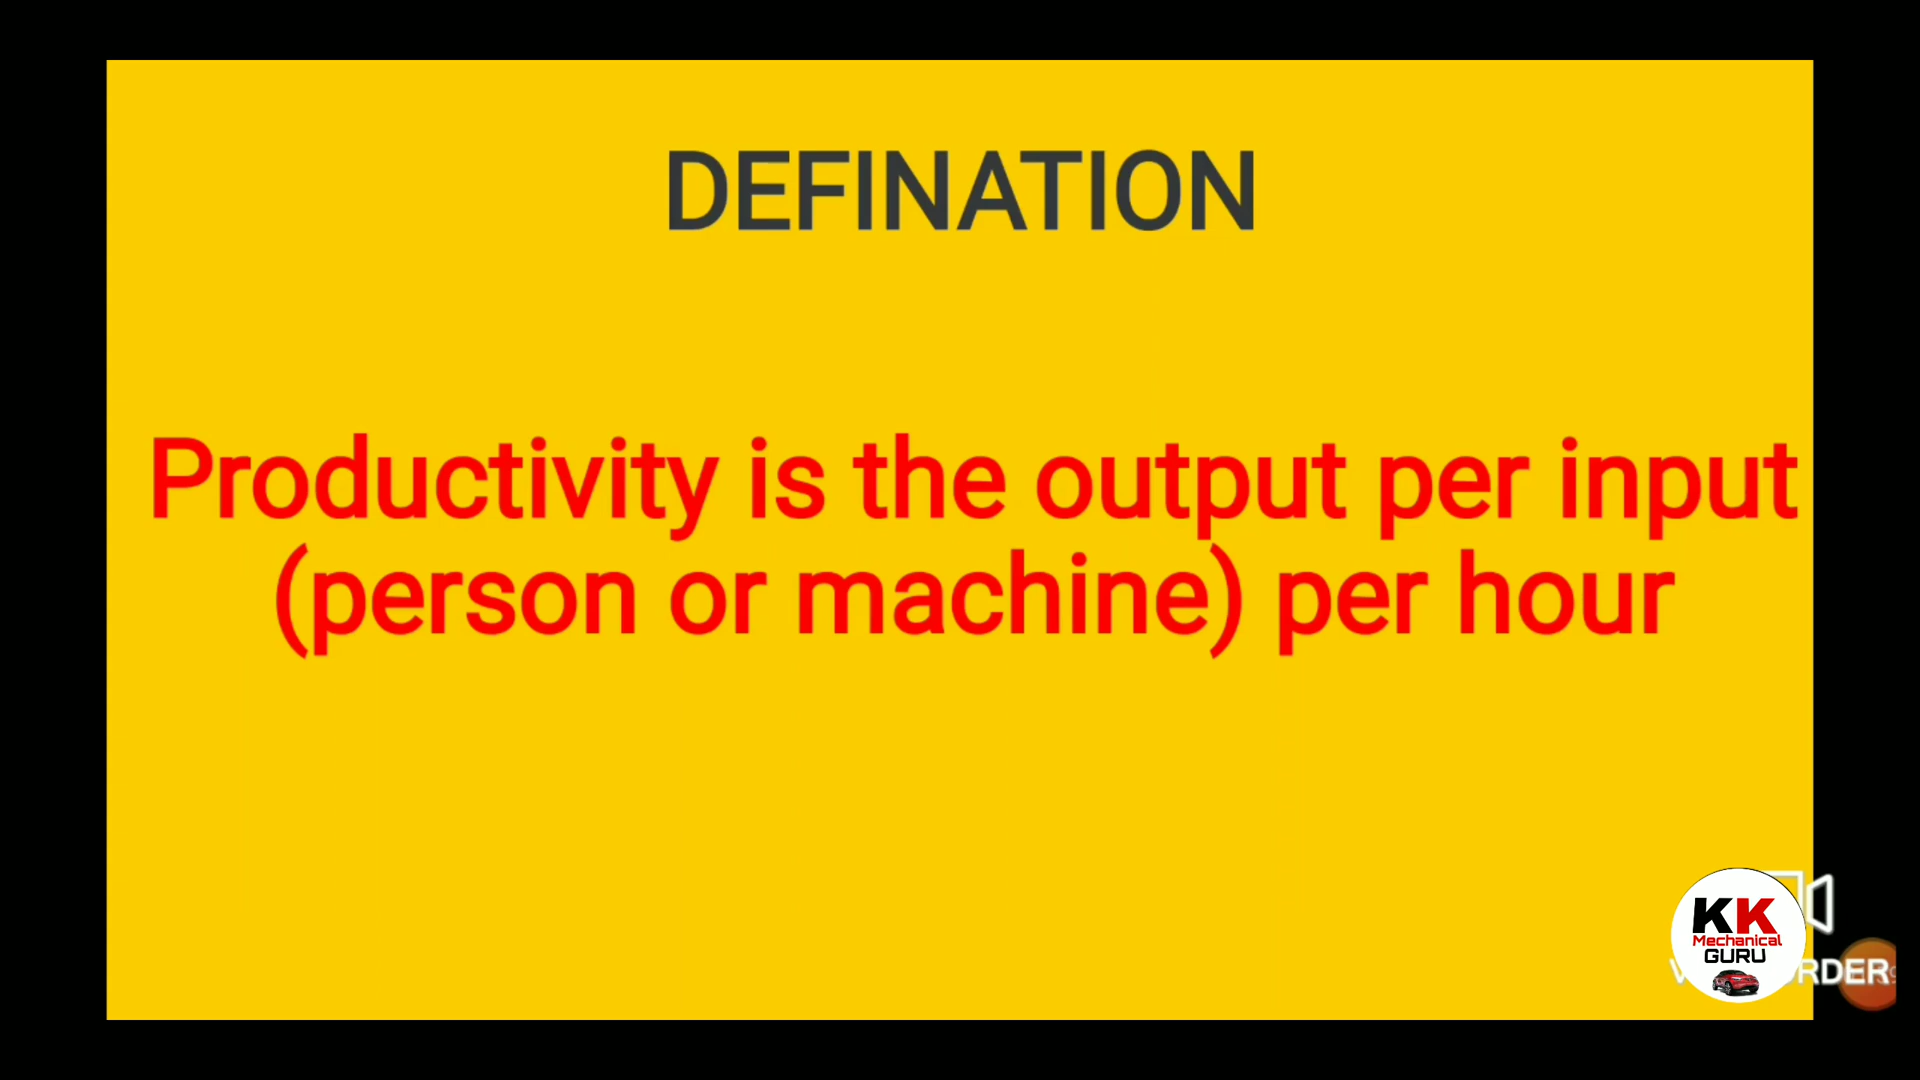 DEFINATION
Productivity is the output per input
(person or machine) per hour
KK
Mechanical
GURU